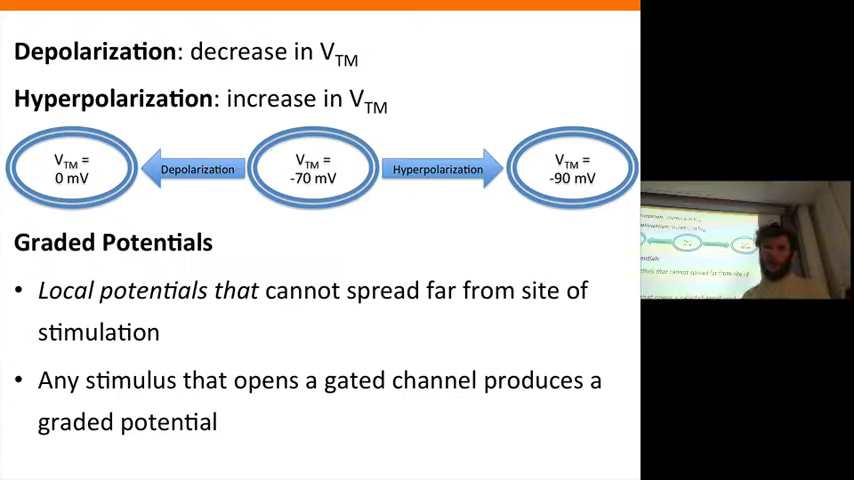 Depolarization: decrease in VTM
Hyperpolarization: increase in VTM
VTM =
0 mV
Depolarization
VTM =
-70 mV
Hyperpolarization
VTM =
-90 mV
Graded Potentials
• Local potentials that cannot spread far from site of
stimulation
• Any stimulus that opens a gated channel produces a
graded potential